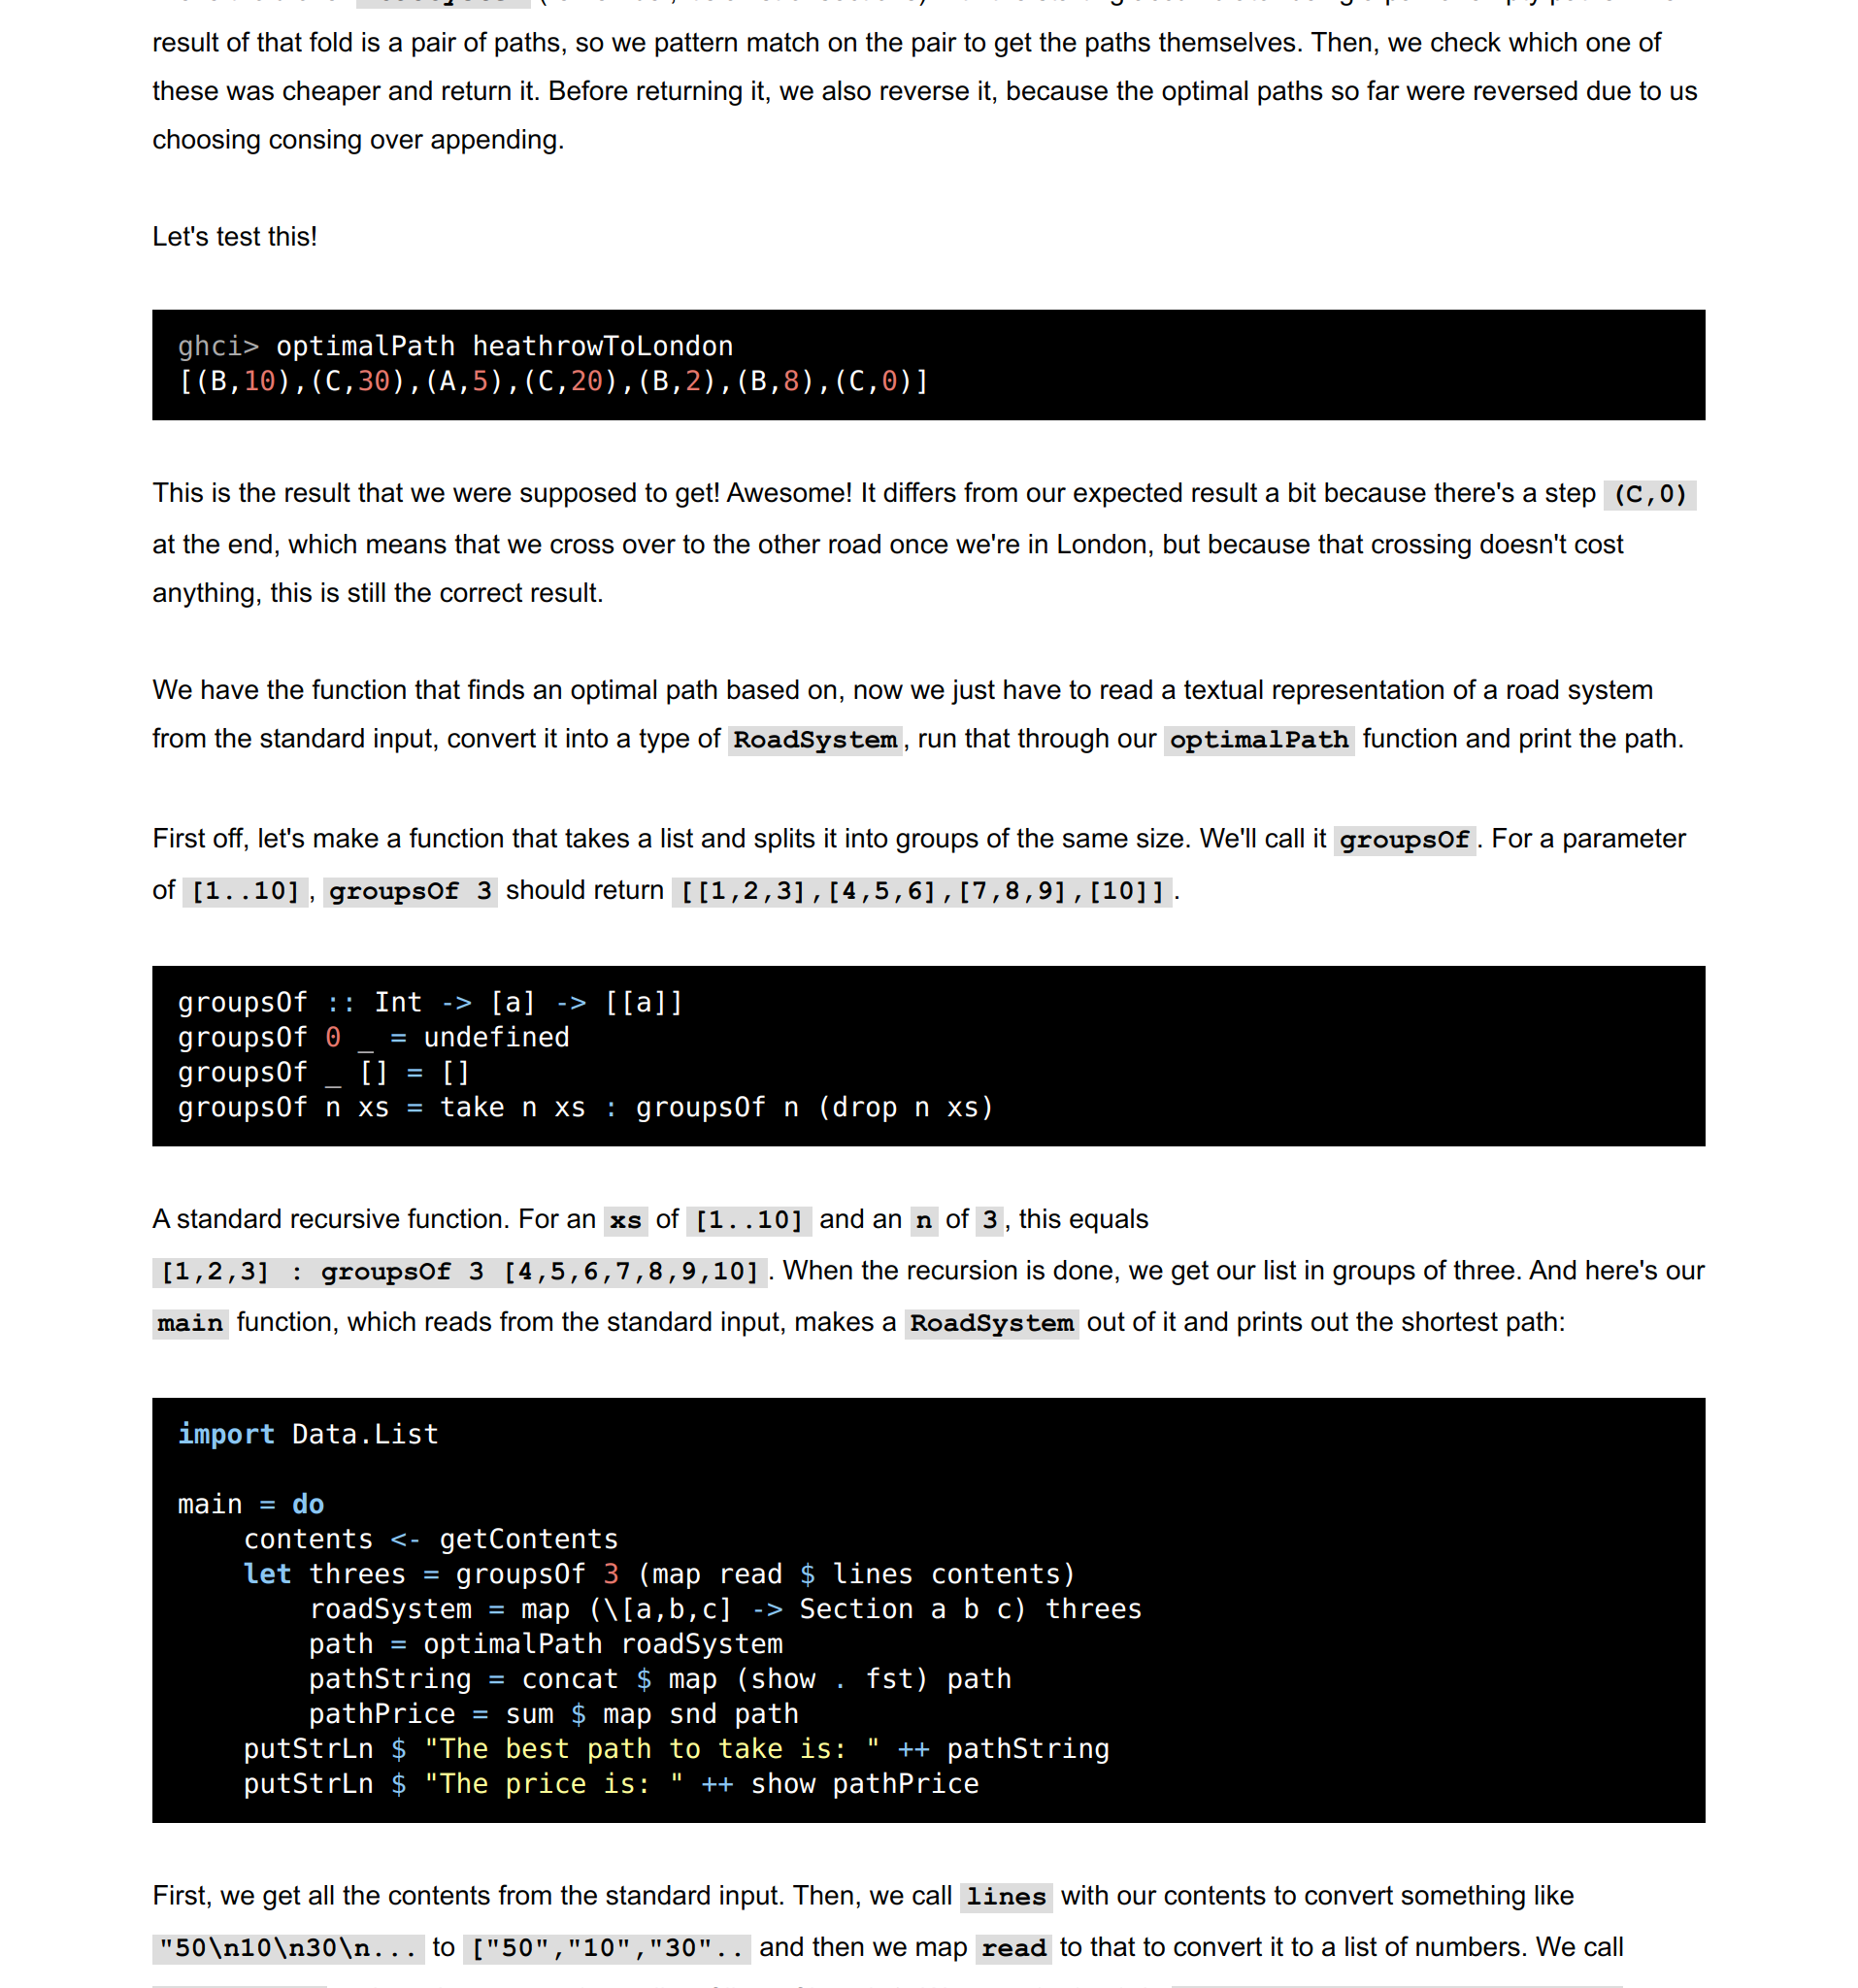 result of that fold is a pair of paths, so we pattern match on the pair to get the paths themselves. Then, we check which one of
these was cheaper and return it. Before returning it, we also reverse it, because the optimal paths so far were reversed due to us
choosing consing over appending.
Let's test this!
ghci> optimalPath heathrowToLondon
[(B,10),(C,30),(A,5),(C,20),(B,2),(B,8),(C,0)]
This is the result that we were supposed to get! Awesome! It differs from our expected result a bit because there's a step (C,0)
at the end, which means that we cross over to the other road once we're in London, but because that crossing doesn't cost
anything, this is still the correct result.
We have the function that finds an optimal path based on, now we just have to read a textual representation of a road system
from the standard input, convert it into a type of RoadSystem, run that through our optimalPath function and print the path.
First off, let's make a function that takes a list and splits it into groups of the same size. We'll call it groupsOf. For a parameter
of [1..10], groupsOf 3 should return [[1,2,3],[4,5,6],[7,8,9],[10]].
groupsOf :: Int -> [a] -> [[a]]
groupsOf 0 _ = undefined
groupsOf _ [] = []
groupsOf n xs = take n xs : groupsOf n (drop n xs)
A standard recursive function. For an xs of [1..10] and an n of 3, this equals
[1,2,3] : groupsOf 3 [4,5,6,7,8,9,10]. When the recursion is done, we get our list in groups of three. And here's our
main function, which reads from the standard input, makes a RoadSystem out of it and prints out the shortest path:
import Data.List
main = do
    contents <- getContents
    let threes = groupsOf 3 (map read $ lines contents)
        roadSystem = map (\[a,b,c] -> Section a b c) threes
        path = optimalPath roadSystem
        pathString = concat $ map (show . fst) path
        pathPrice = sum $ map snd path
    putStrLn $ "The best path to take is: " ++ pathString
    putStrLn $ "The price is: " ++ show pathPrice
First, we get all the contents from the standard input. Then, we call lines with our contents to convert something like
"50\n10\n30\n... to ["50","10","30".. and then we map read to that to convert it to a list of numbers. We call